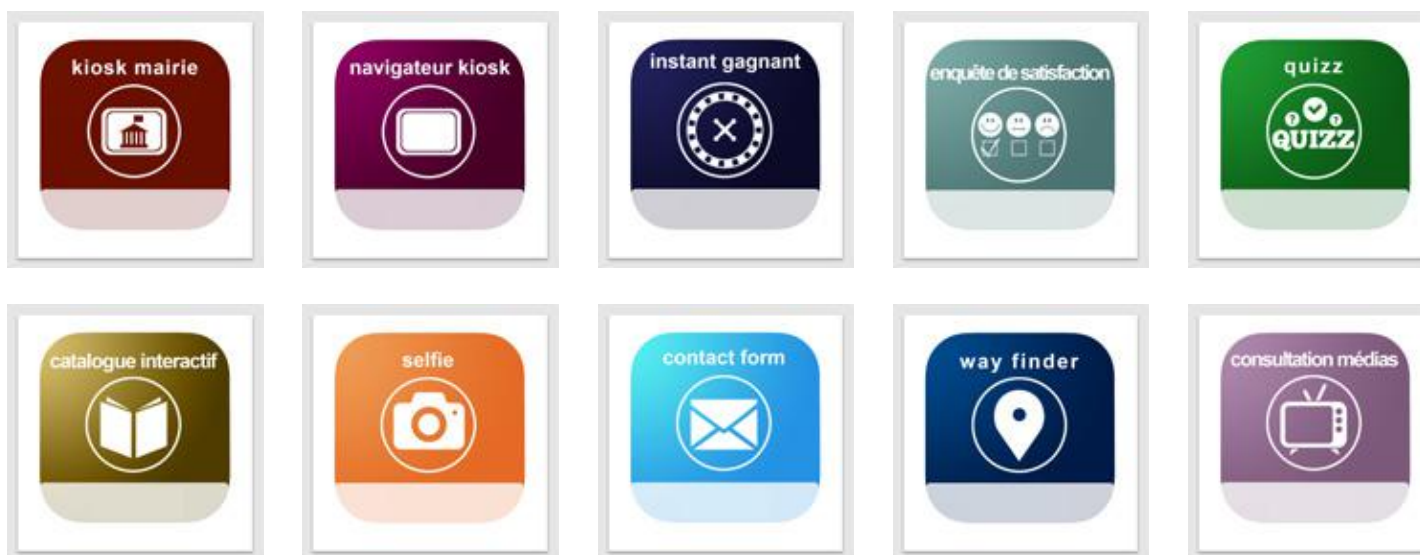 kiosk mairie
navigateur kiosk
instant gagnant
enquête de satisfaction
quizz
QUIZZ
catalogue interactif
selfie
contact form
way finder
consultation médias